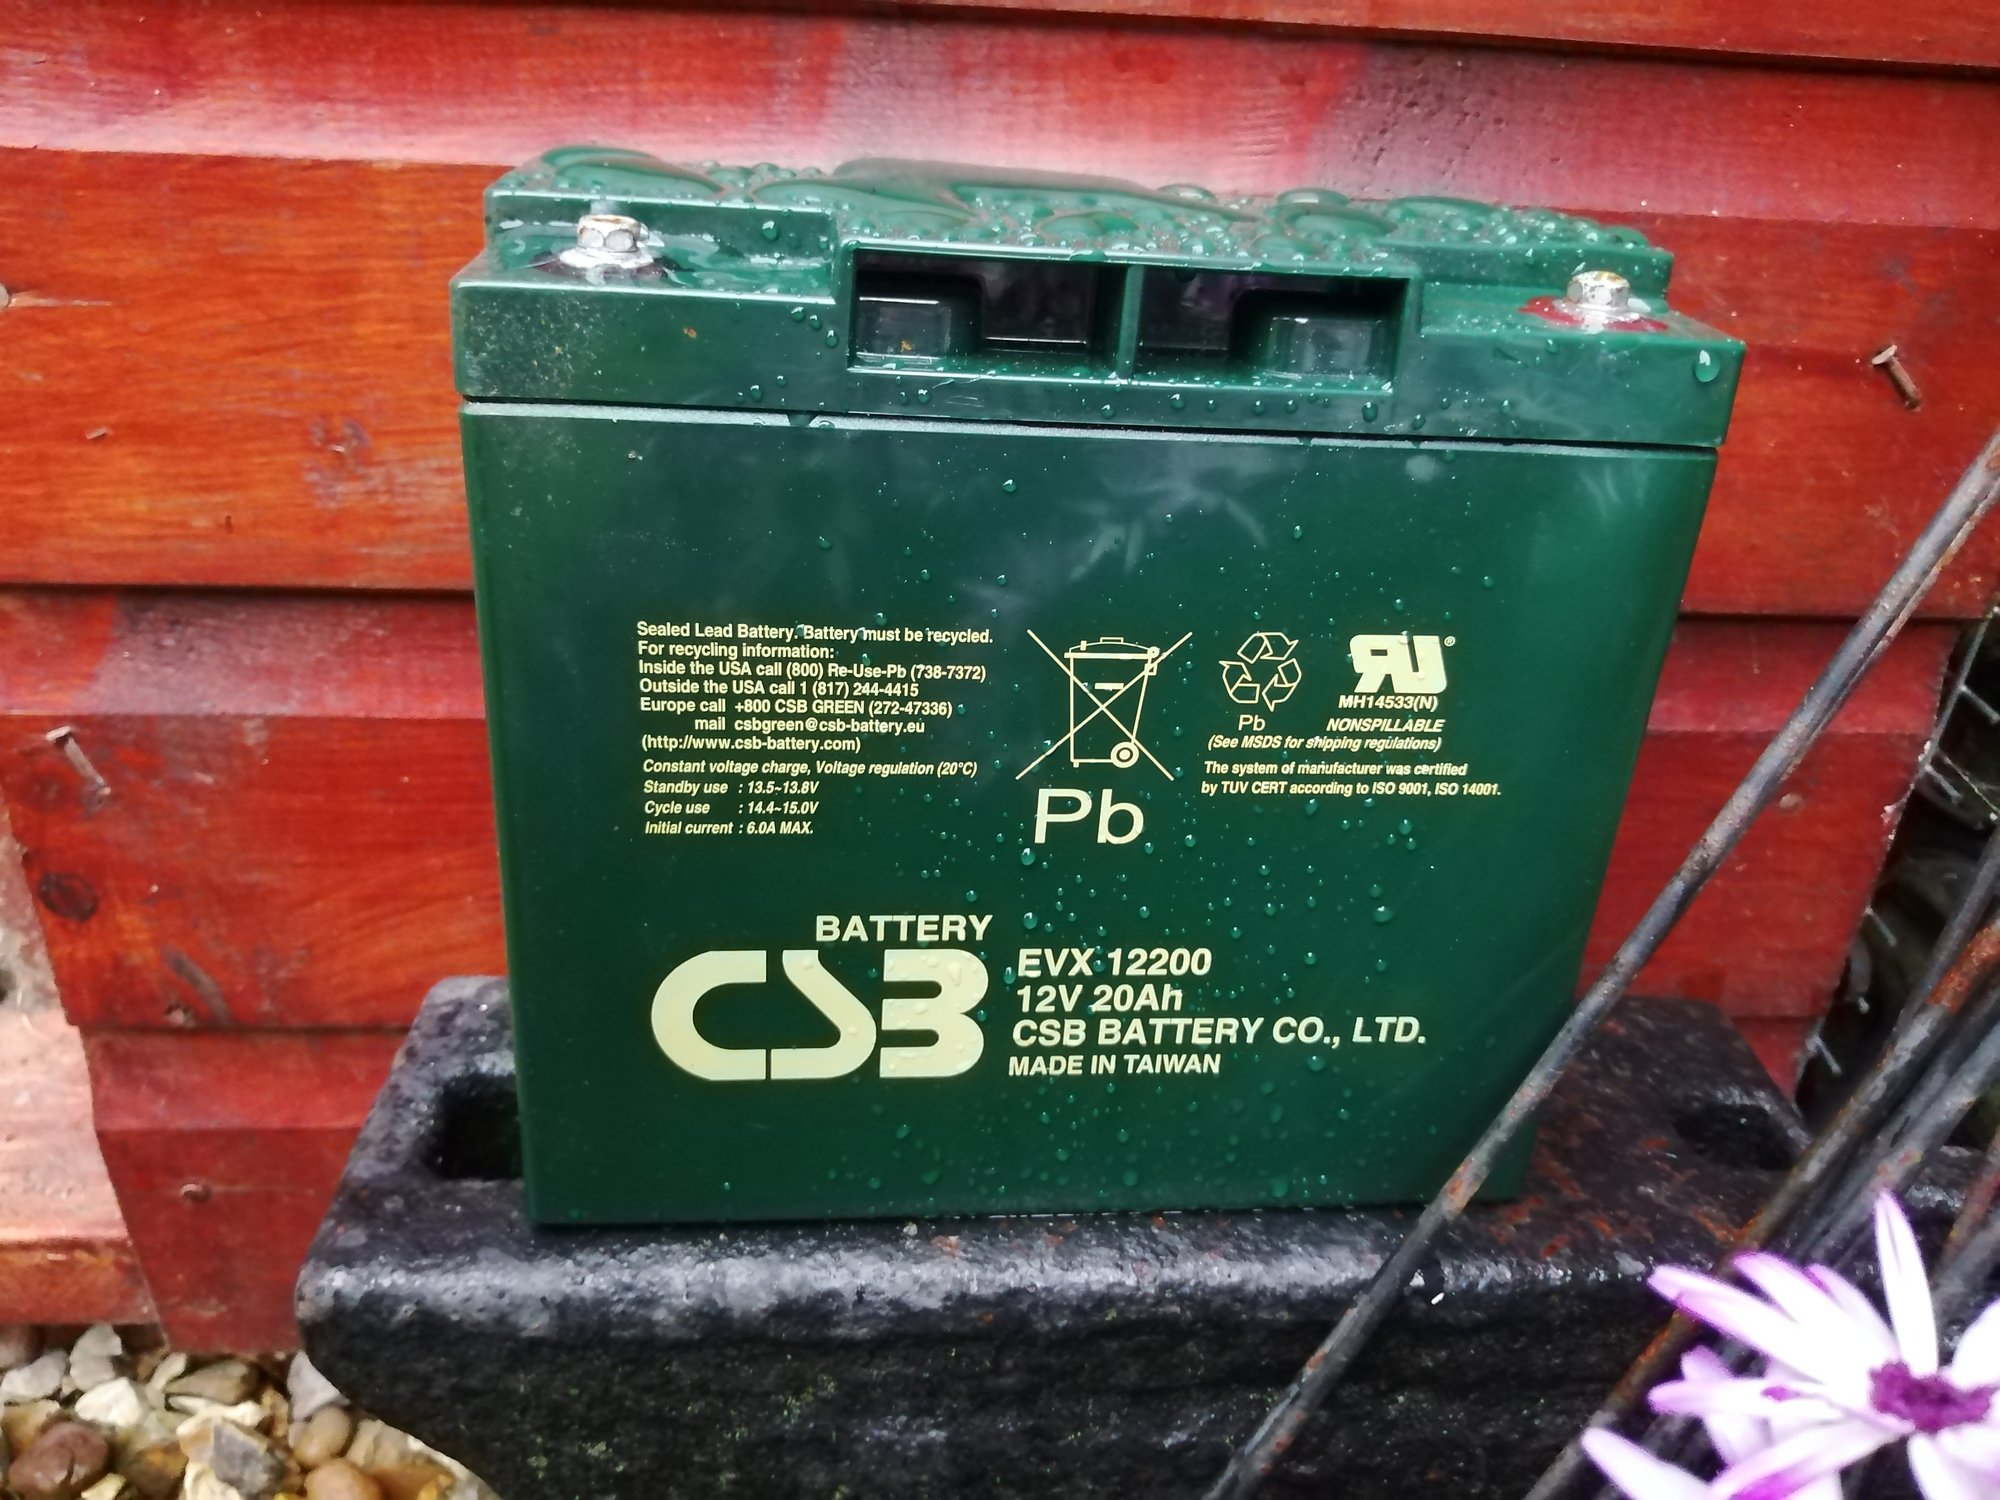 Sealed Lead Battery. Battery must be recycled.
For recycling information:
Inside the USA call (800) Re-Use-Pb (738-7372)
Outside the USA call 1 (817) 244-4415
Europe call +800 CSB GREEN (272-47336)
mail csbgreen@csb-battery.eu
(http://www.csb-battery.com)
Constant voltage charge, Voltage regulation (20°C)
Standby use : 13.5~13.8V
Cycle use : 14.4~15.0V
Initial current : 6.0A MAX.
Pb
Pb
RU®
MH14533(N)
NONSPILLABLE
(See MSDS for shipping regulations)
The system of manufacturer was certified
by TUV CERT according to ISO 9001, ISO 14001.
BATTERY
CSB
EVX 12200
12V 20Ah
CSB BATTERY CO., LTD.
MADE IN TAIWAN